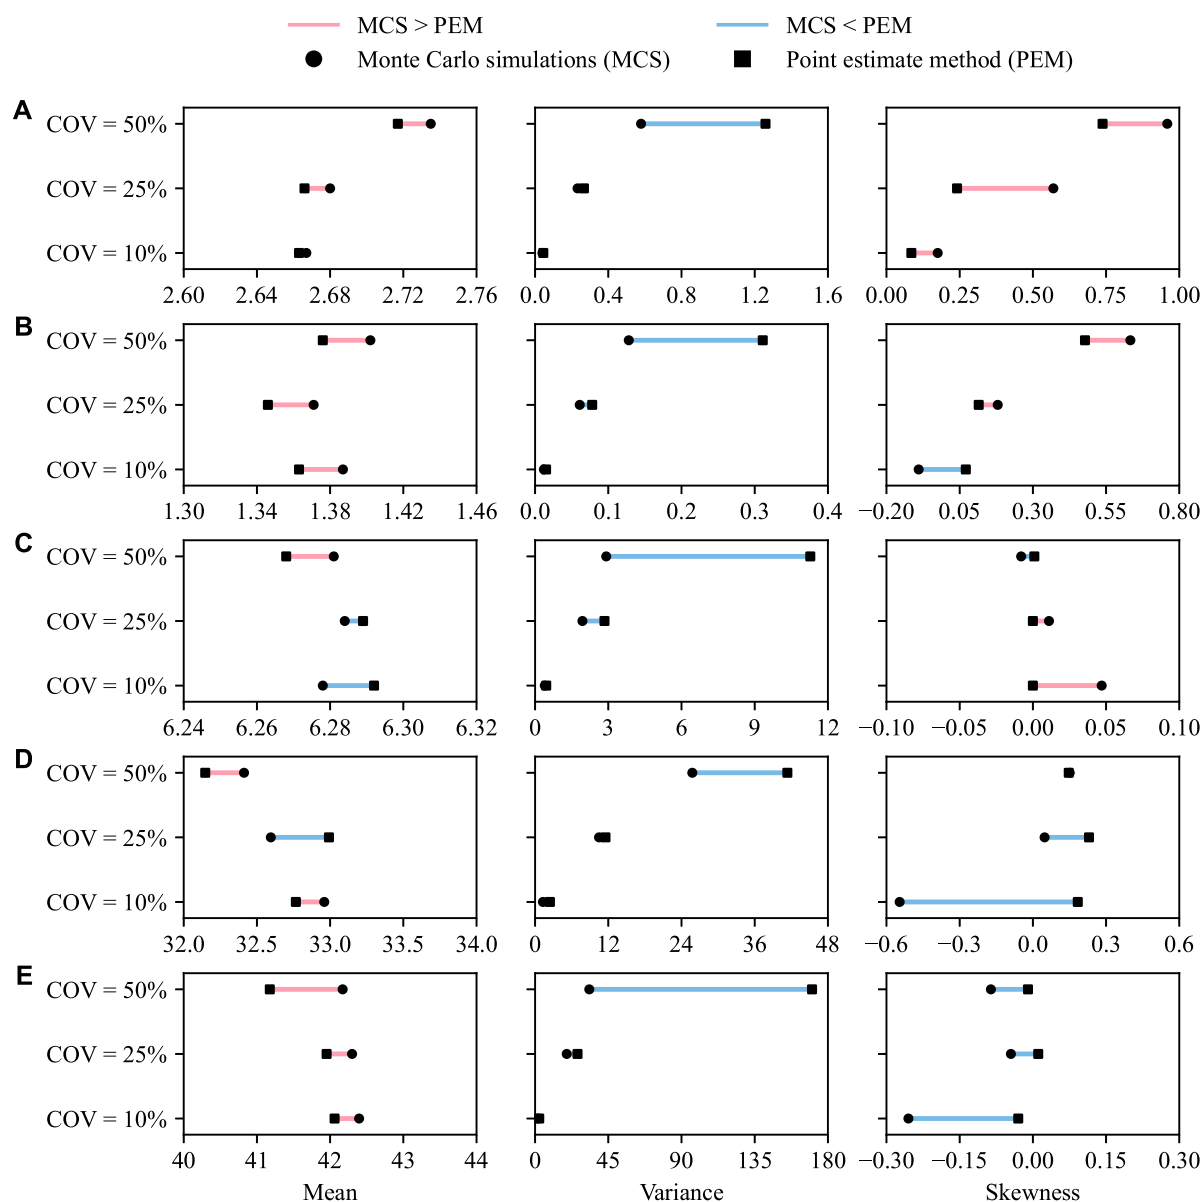 MCS > PEM MCS < PEM
Monte Carlo simulations (MCS) Point estimate method (PEM)
A
COV = 50%
COV = 25%
COV = 10%
2.60 2.64 2.68 2.72 2.76 0.0 0.4 0.8 1.2 1.6 0.00 0.25 0.50 0.75 1.00
B
COV = 50%
COV = 25%
COV = 10%
1.30 1.34 1.38 1.42 1.46 0.0 0.1 0.2 0.3 0.4 −0.20 0.05 0.30 0.55 0.80
C
COV = 50%
COV = 25%
COV = 10%
6.24 6.26 6.28 6.30 6.32 0 3 6 9 12 −0.10 −0.05 0.00 0.05 0.10
D
COV = 50%
COV = 25%
COV = 10%
32.0 32.5 33.0 33.5 34.0 0 12 24 36 48 −0.6 −0.3 0.0 0.3 0.6
E
COV = 50%
COV = 25%
COV = 10%
40 41 42 43 44 0 45 90 135 180 −0.30 −0.15 0.00 0.15 0.30
Mean Variance Skewness